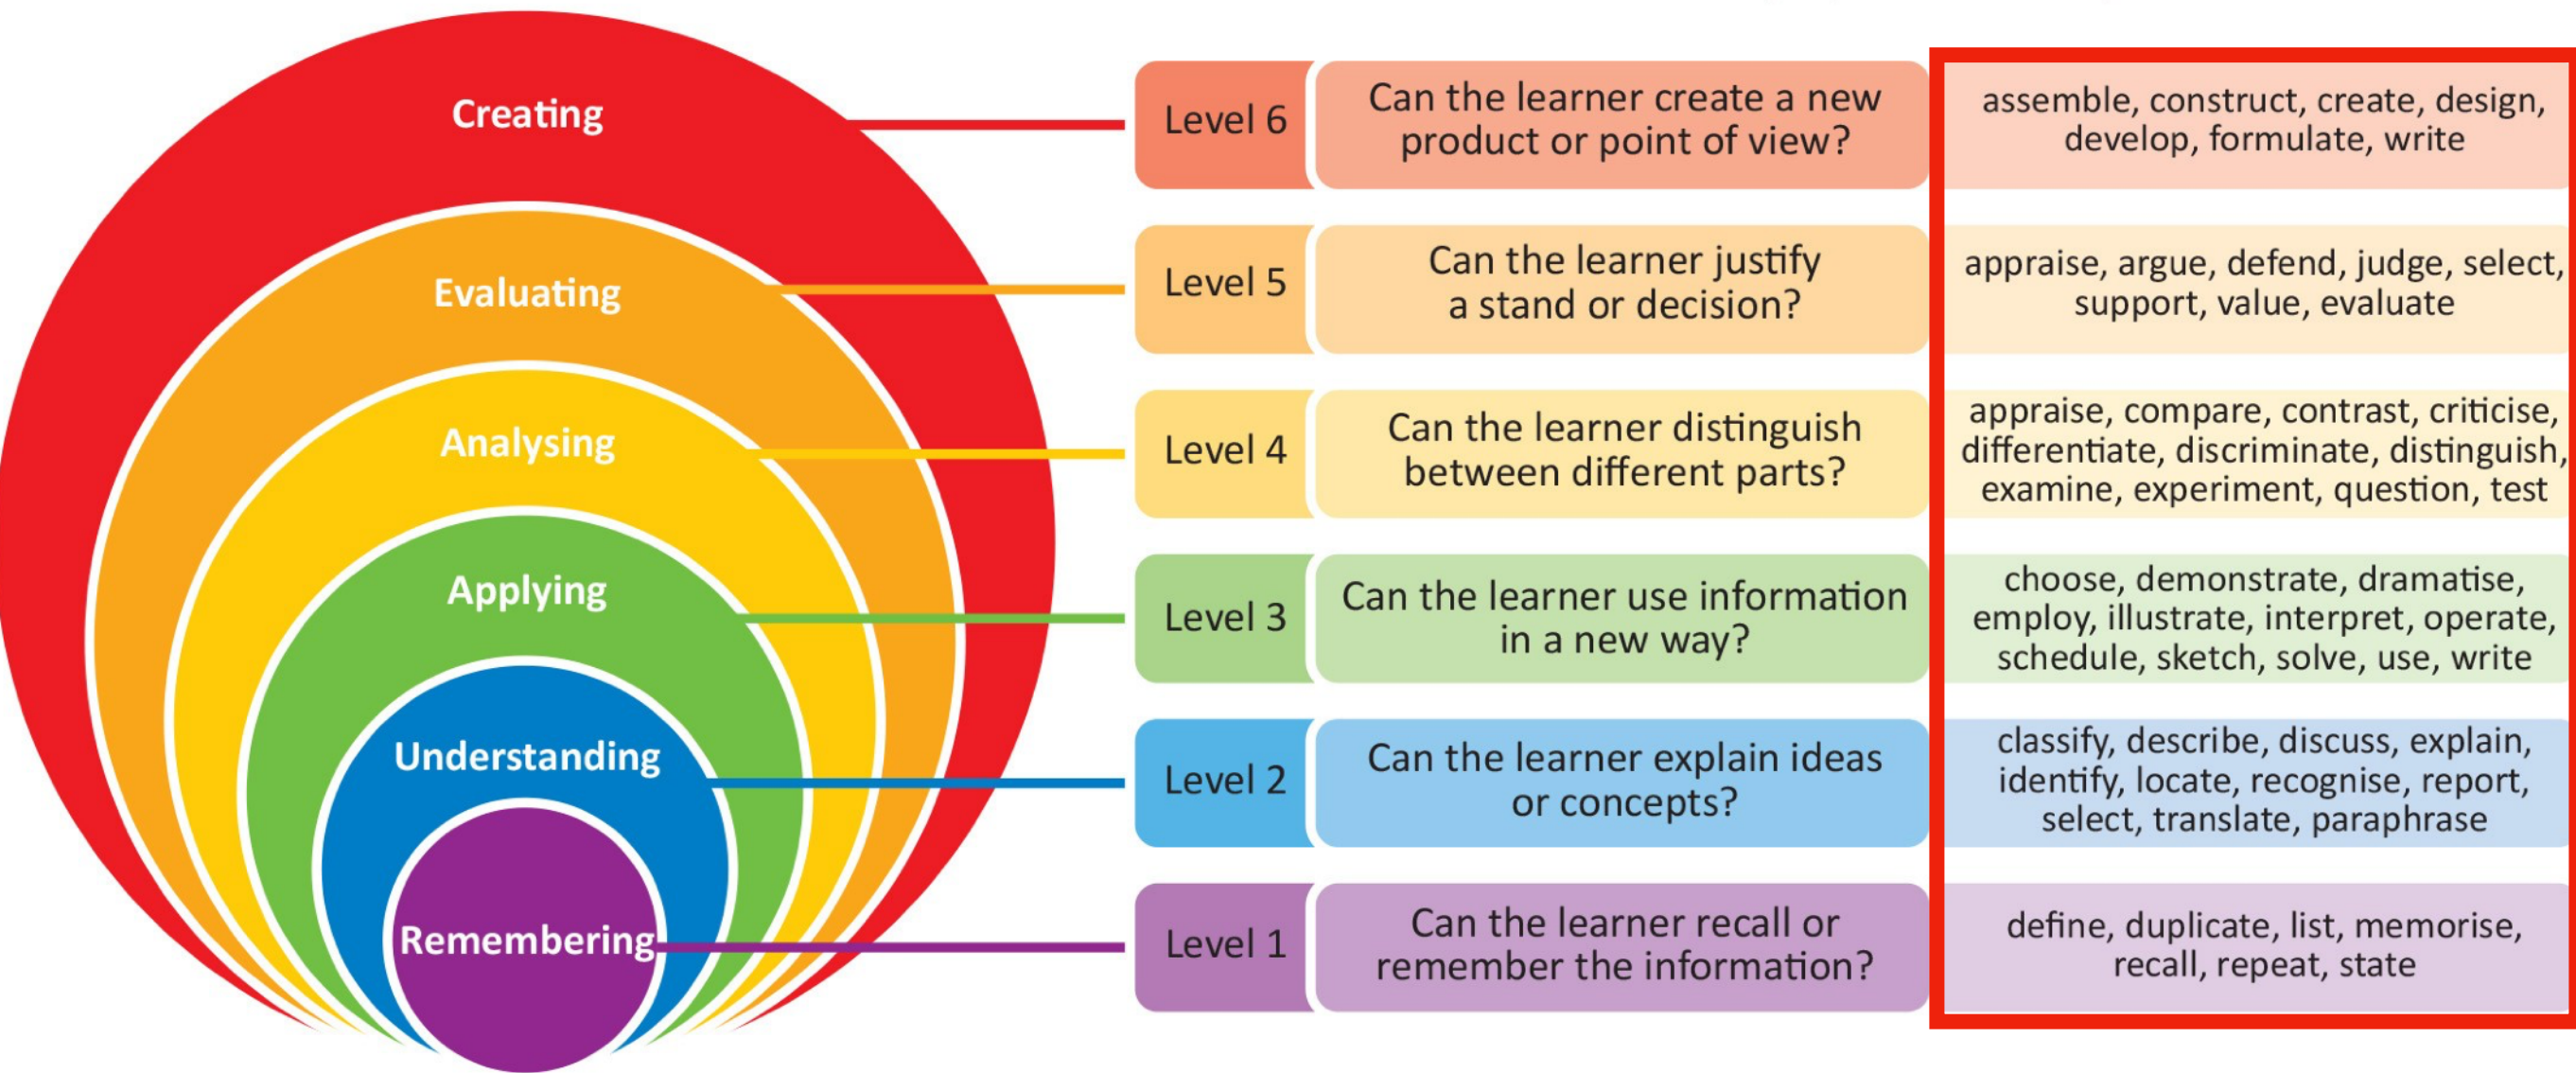 Creating
Evaluating
Analysing
Applying
Understanding
Remembering
Level 6
Can the learner create a new
product or point of view?
assemble, construct, create, design,
develop, formulate, write
Level 5
Can the learner justify
a stand or decision?
appraise, argue, defend, judge, select,
support, value, evaluate
Level 4
Can the learner distinguish
between different parts?
appraise, compare, contrast, criticise,
differentiate, discriminate, distinguish,
examine, experiment, question, test
Level 3
Can the learner use information
in a new way?
choose, demonstrate, dramatise,
employ, illustrate, interpret, operate,
schedule, sketch, solve, use, write
Level 2
Can the learner explain ideas
or concepts?
classify, describe, discuss, explain,
identify, locate, recognise, report,
select, translate, paraphrase
Level 1
Can the learner recall or
remember the information?
define, duplicate, list, memorise,
recall, repeat, state